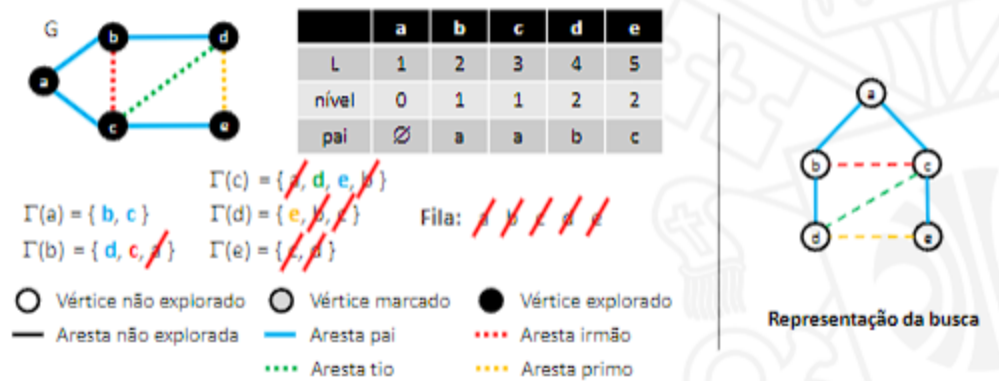 G
b
d
a
c
e
a b c d e
L 1 2 3 4 5
nível 0 1 1 2 2
pai ∅ a a b c
Γ(a) = { b, c }
Γ(b) = { d, c, a }
Γ(c) = { a, d, e, b }
Γ(d) = { e, b, c }
Γ(e) = { c, d }
Fila: a b c d e
Vértice não explorado
Vértice marcado
Vértice explorado
Aresta não explorada
Aresta pai
Aresta irmão
Aresta tio
Aresta primo
a
b
c
d
e
Representação da busca